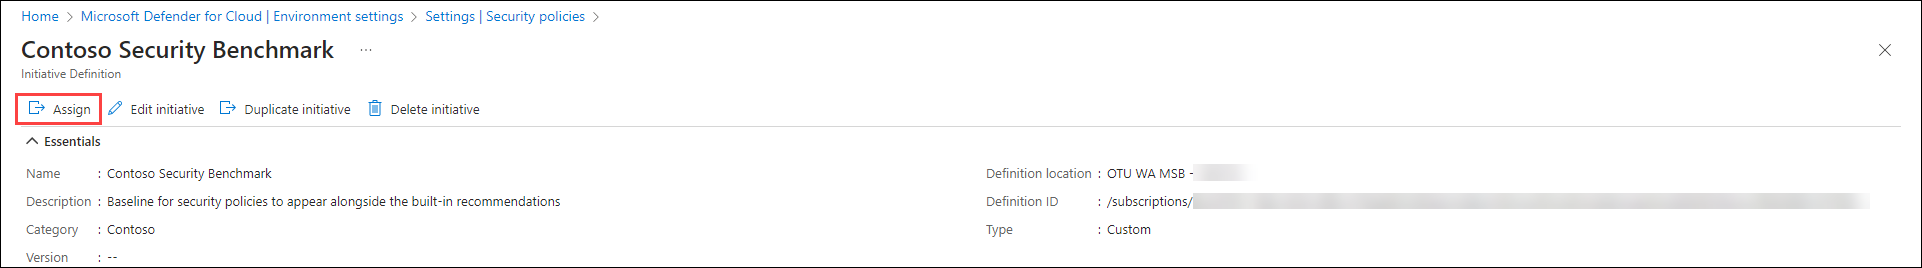 Home > Microsoft Defender for Cloud | Environment settings > Settings | Security policies >
Contoso Security Benchmark ...
Initiative Definition
Assign Edit initiative Duplicate initiative Delete initiative
Essentials
Name : Contoso Security Benchmark Definition location : OTU WA MSB -
Description : Baseline for security policies to appear alongside the built-in recommendations Definition ID : /subscriptions/
Category : Contoso Type : Custom
Version : --